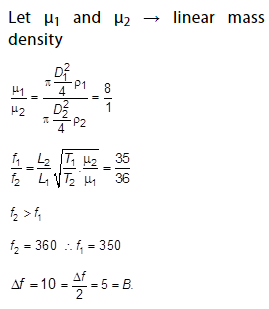 Let μ1 and μ2 → linear mass
density
μ1/μ2 = (π D1²/4 ρ1)/(π D2²/4 ρ2) = 8/1
f1/f2 = L2/L1 √(T1/T2 · μ2/μ1) = 35/36
f2 > f1
f2 = 360 ∴ f1 = 350
Δf = 10 = Δf/2 = 5 = B.